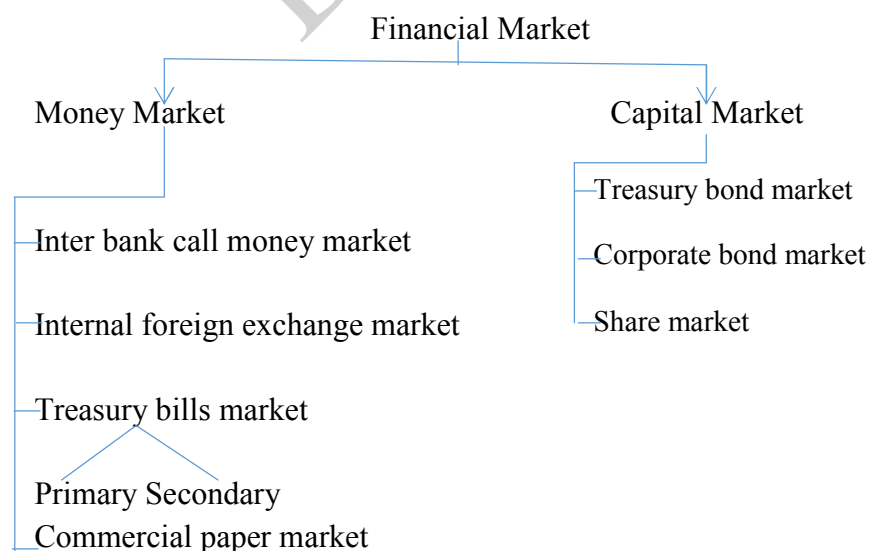 Financial Market
Money Market
Capital Market
Inter bank call money market
Internal foreign exchange market
Treasury bills market
Primary Secondary
Commercial paper market
Treasury bond market
Corporate bond market
Share market